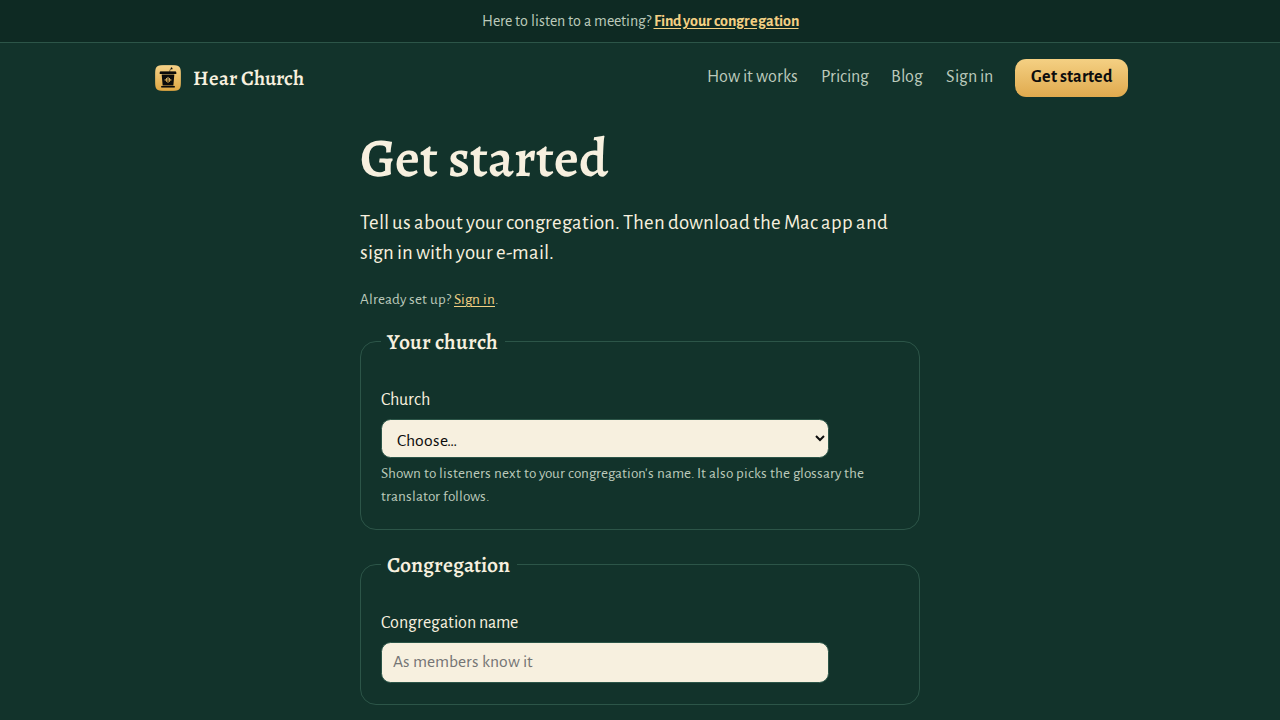 Here to listen to a meeting? Find your congregation
Hear Church
How it works
Pricing
Blog
Sign in
Get started
Get started
Tell us about your congregation. Then download the Mac app and
sign in with your e-mail.
Already set up? Sign in.
Your church
Church
Choose...
Shown to listeners next to your congregation's name. It also picks the glossary the
translator follows.
Congregation
Congregation name
As members know it